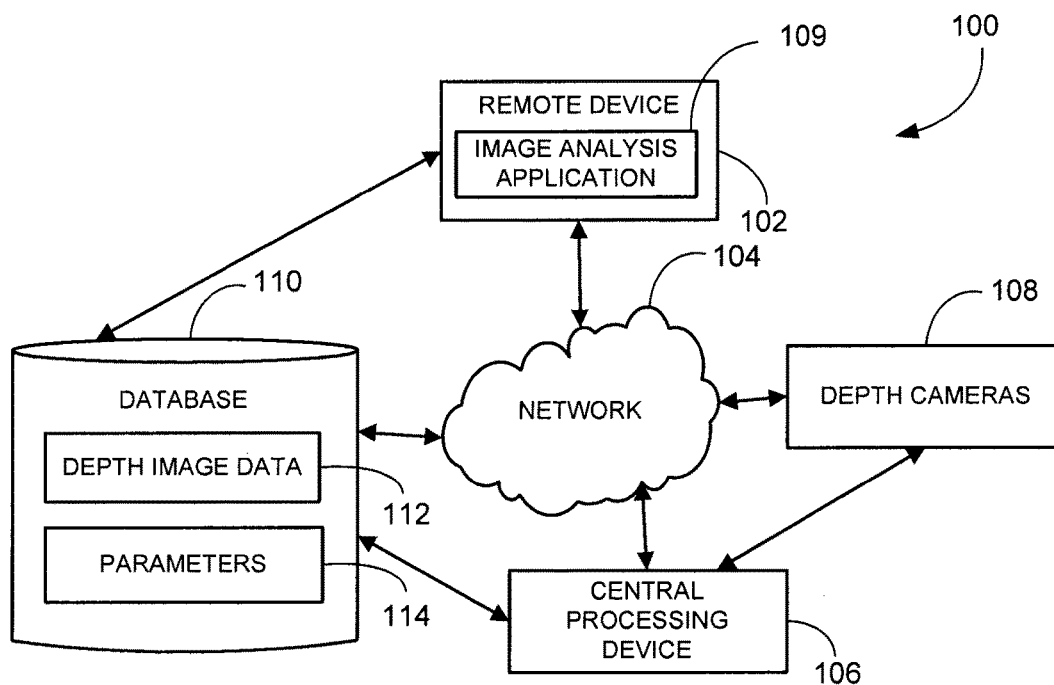 100
109
REMOTE DEVICE
IMAGE ANALYSIS
APPLICATION
102
104
110
108
DATABASE
NETWORK
DEPTH CAMERAS
DEPTH IMAGE DATA
112
PARAMETERS
114
CENTRAL
PROCESSING
DEVICE
106